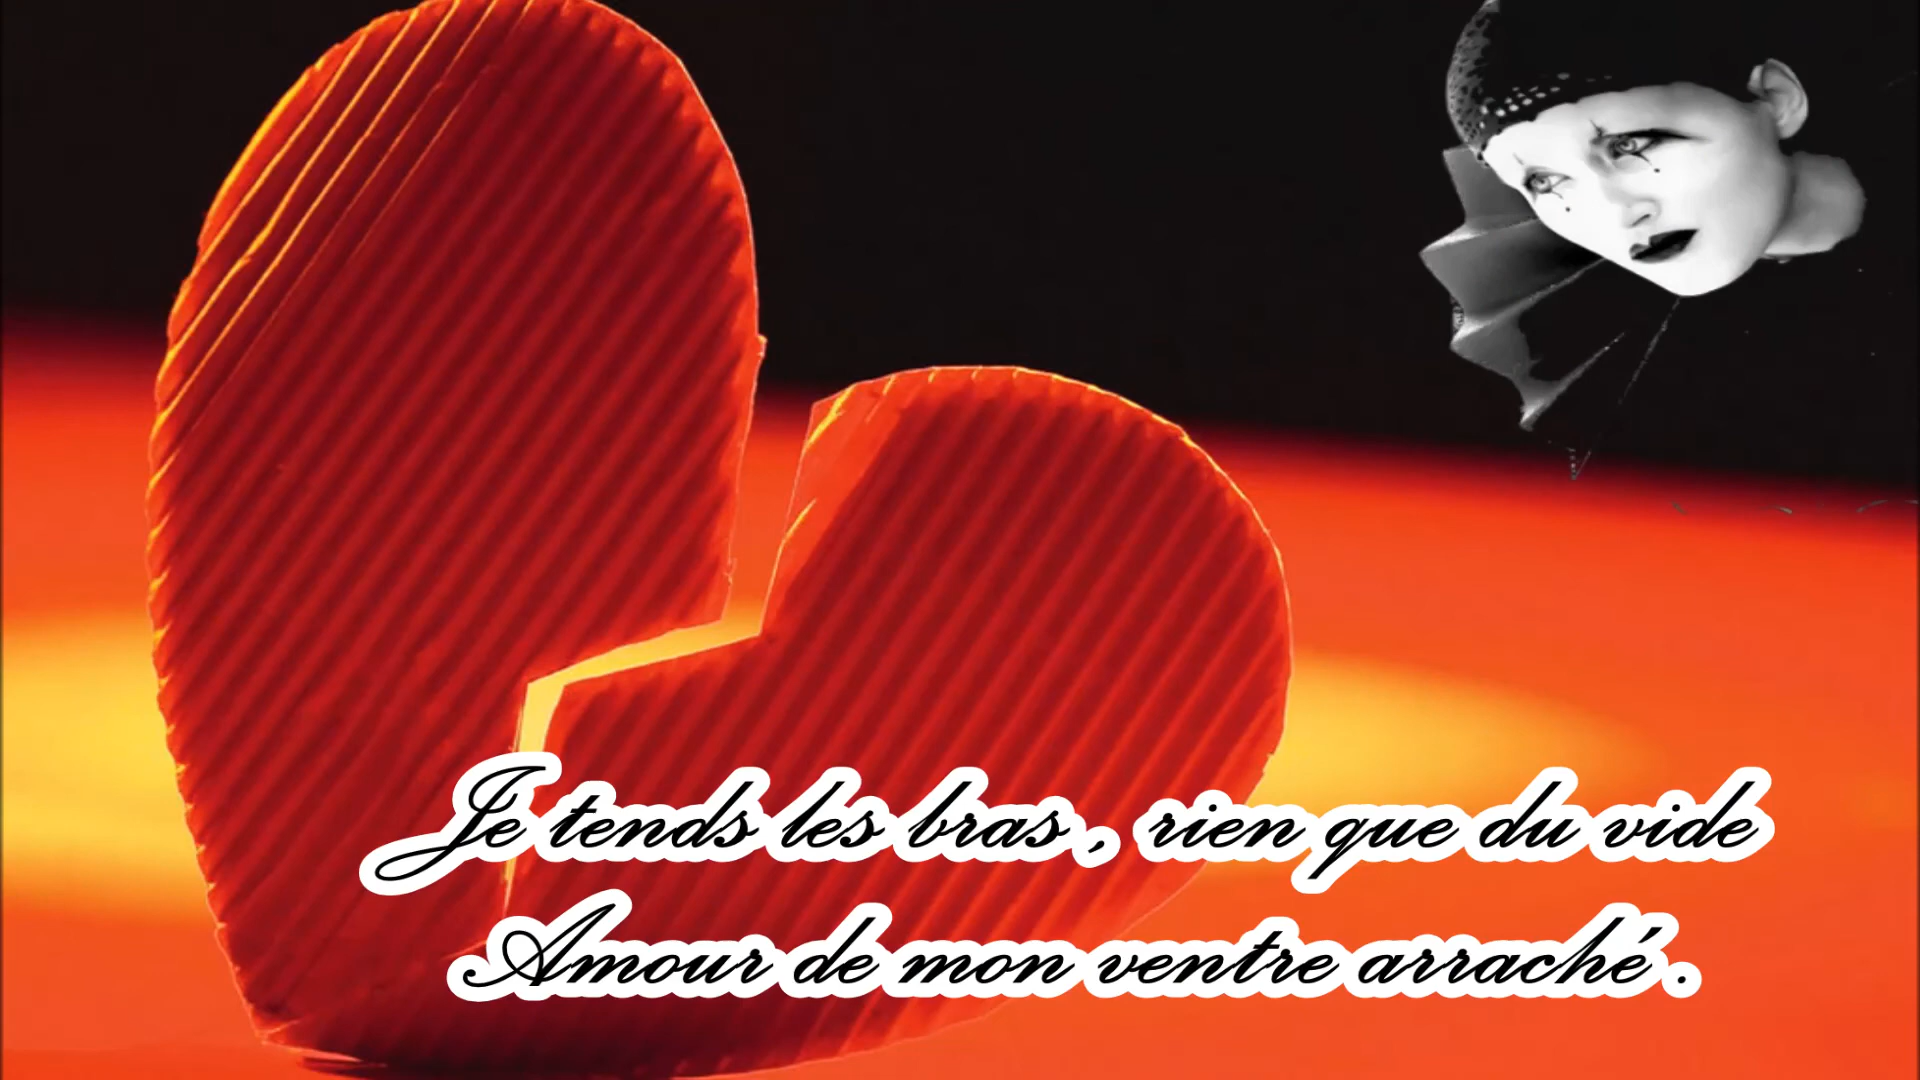 Je tends les bras , rien que du vide
Amour de mon ventre arraché .